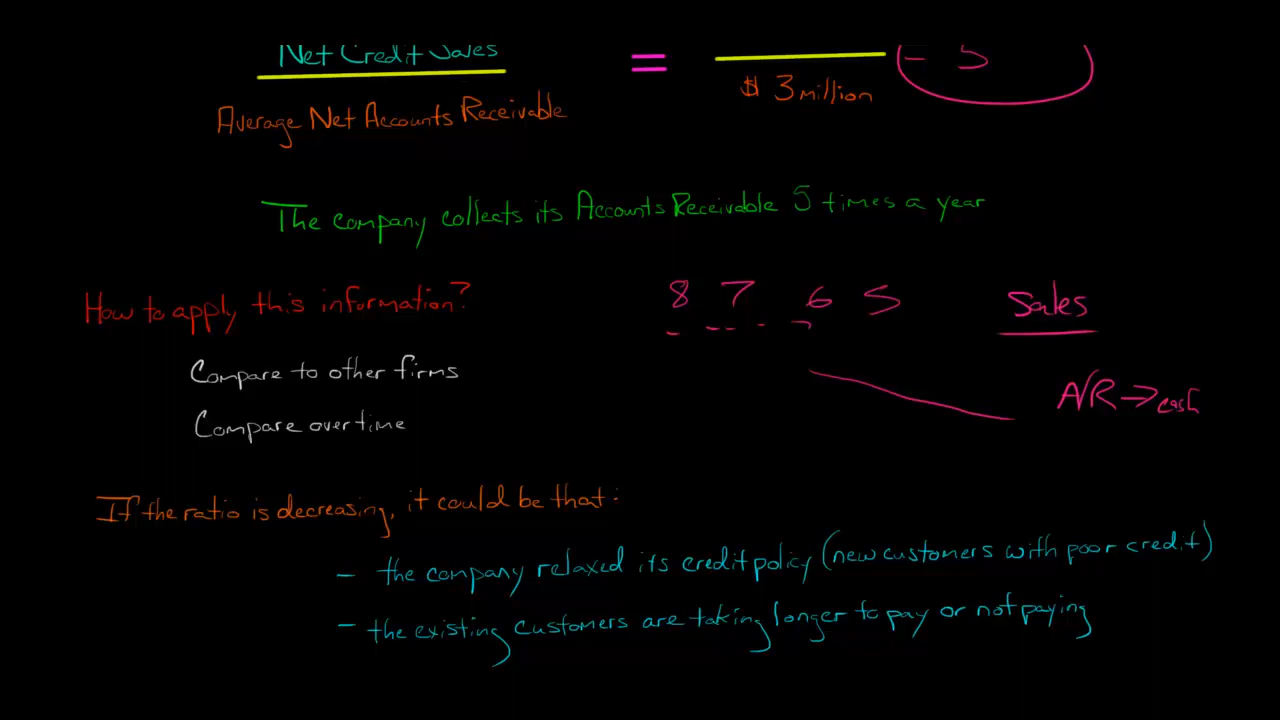 Net Credit Sales
= - 5
Average Net Accounts Receivable
$ 3 million
The company collects its Accounts Receivable 5 times a year
How to apply this information?
8 7 6 5
Sales
Compare to other firms
A/R → cash
Compare overtime
If the ratio is decreasing, it could be that:
- the company relaxed its credit policy (new customers with poor credit)
- the existing customers are taking longer to pay or not paying